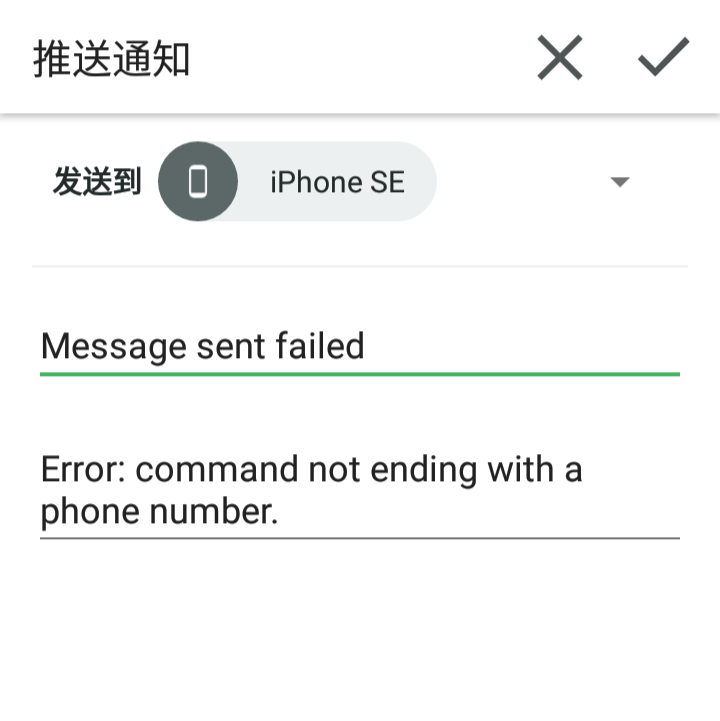 推送通知
发送到 iPhone SE
Message sent failed
Error: command not ending with a
phone number.